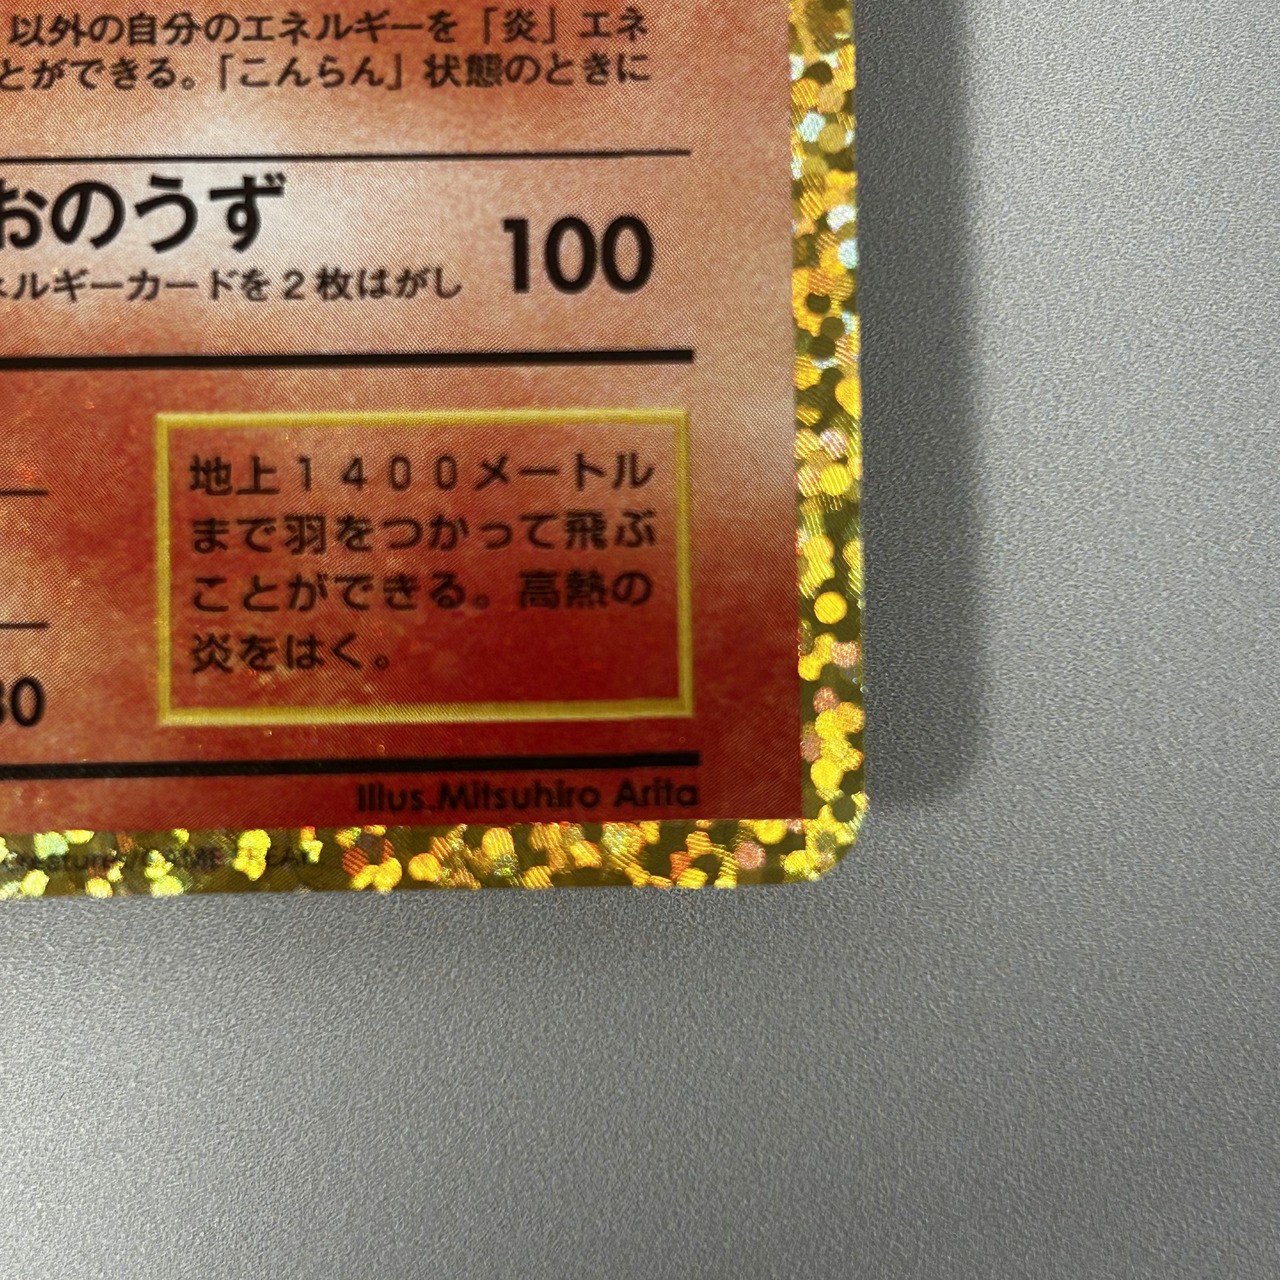 以外の自分のエネルギーを「炎」エネ
とができる。「こんらん」状態のときに
おのうず
100
ネルギーカードを2枚はがし
地上1400メートル
まで羽をつかって飛ぶ
ことができる。高熱の
炎をはく。
30
Illus.Mitsuhiro Arita